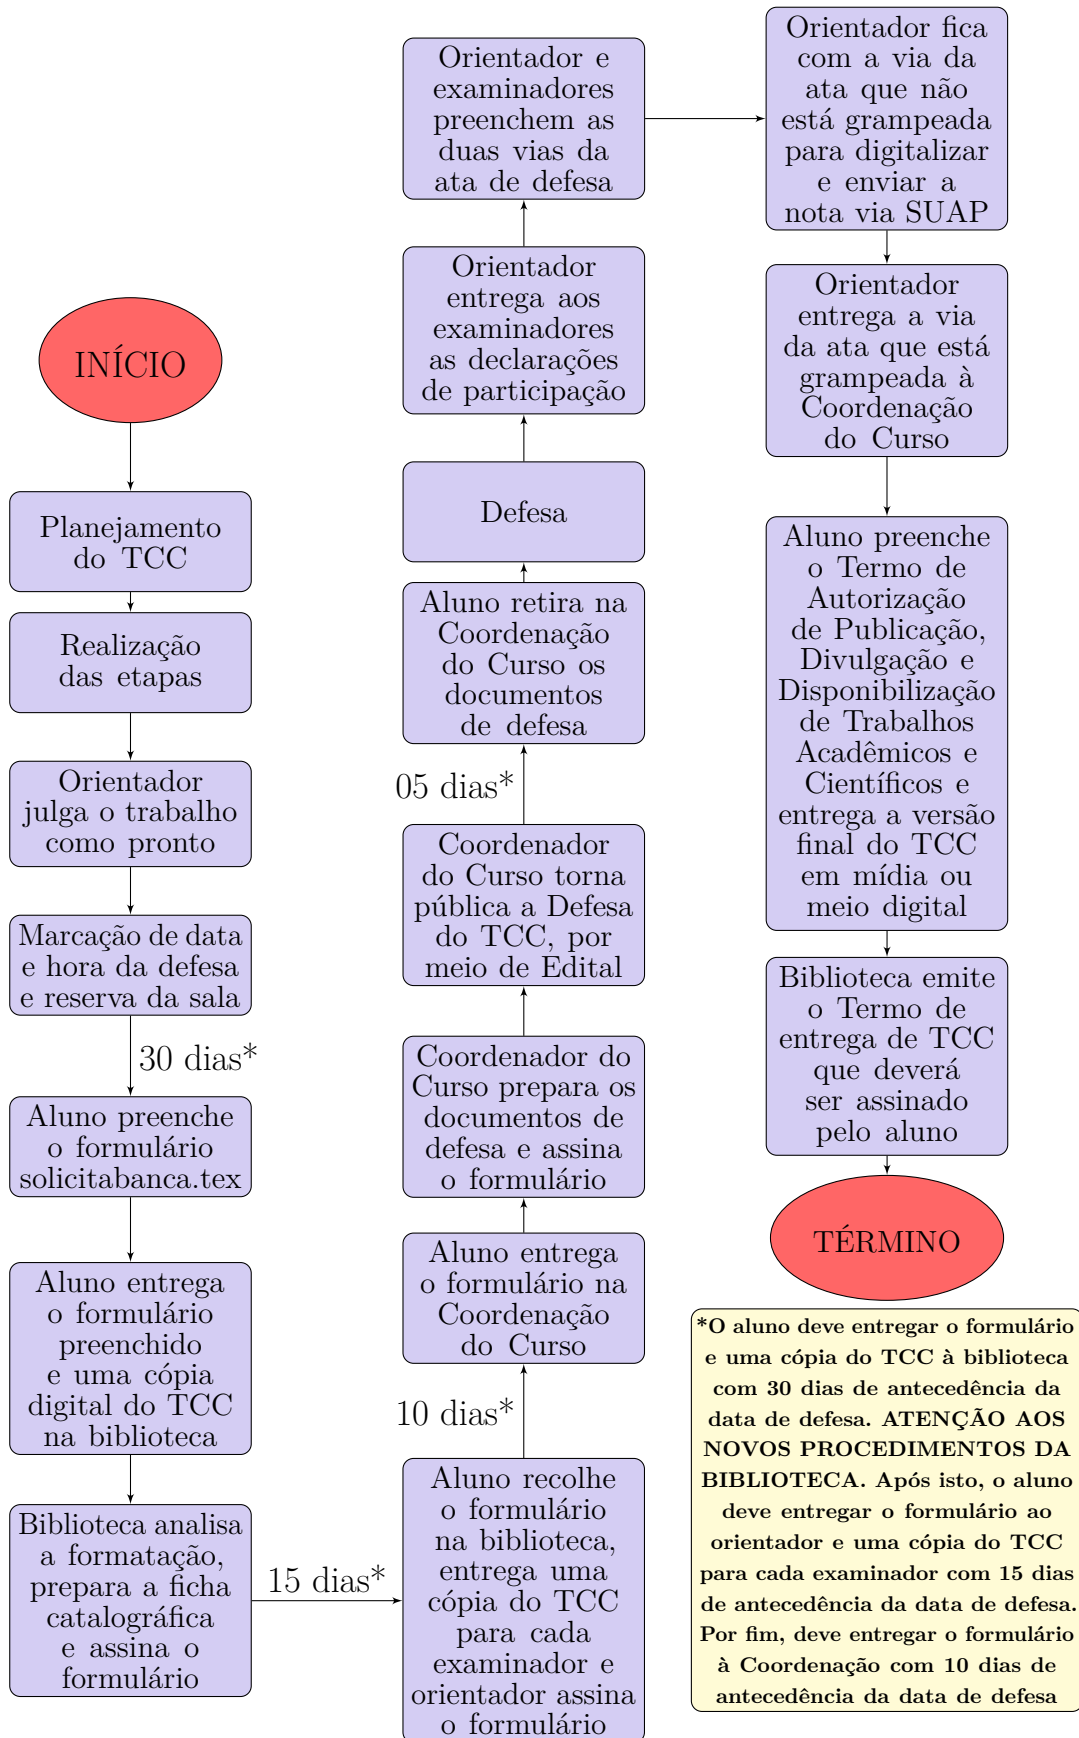 INÍCIO
Planejamento
do TCC
Realização
das etapas
Orientador
julga o trabalho
como pronto
Marcação de data
e hora da defesa
e reserva da sala
30 dias*
Aluno preenche
o formulário
solicitabanca.tex
Aluno entrega
o formulário
preenchido
e uma cópia
digital do TCC
na biblioteca
Biblioteca analisa
a formatação,
prepara a ficha
catalográfica
e assina o
formulário
15 dias*
Aluno recolhe
o formulário
na biblioteca,
entrega uma
cópia do TCC
para cada
examinador e
orientador assina
o formulário
10 dias*
Aluno entrega
o formulário na
Coordenação
do Curso
Coordenador do
Curso prepara os
documentos de
defesa e assina
o formulário
Coordenador
do Curso torna
pública a Defesa
do TCC, por
meio de Edital
05 dias*
Aluno retira na
Coordenação
do Curso os
documentos
de defesa
Defesa
Orientador
entrega aos
examinadores
as declarações
de participação
Orientador e
examinadores
preenchem as
duas vias da
ata de defesa
Orientador fica
com a via da
ata que não
está grampeada
para digitalizar
e enviar a
nota via SUAP
Orientador
entrega a via
da ata que está
grampeada à
Coordenação
do Curso
Aluno preenche
o Termo de
Autorização
de Publicação,
Divulgação e
Disponibilização
de Trabalhos
Acadêmicos e
Científicos e
entrega a versão
final do TCC
em mídia ou
meio digital
Biblioteca emite
o Termo de
entrega de TCC
que deverá
ser assinado
pelo aluno
TÉRMINO
*O aluno deve entregar o formulário
e uma cópia do TCC à biblioteca
com 30 dias de antecedência da
data de defesa. ATENÇÃO AOS
NOVOS PROCEDIMENTOS DA
BIBLIOTECA. Após isto, o aluno
deve entregar o formulário ao
orientador e uma cópia do TCC
para cada examinador com 15 dias
de antecedência da data de defesa.
Por fim, deve entregar o formulário
à Coordenação com 10 dias de
antecedência da data de defesa